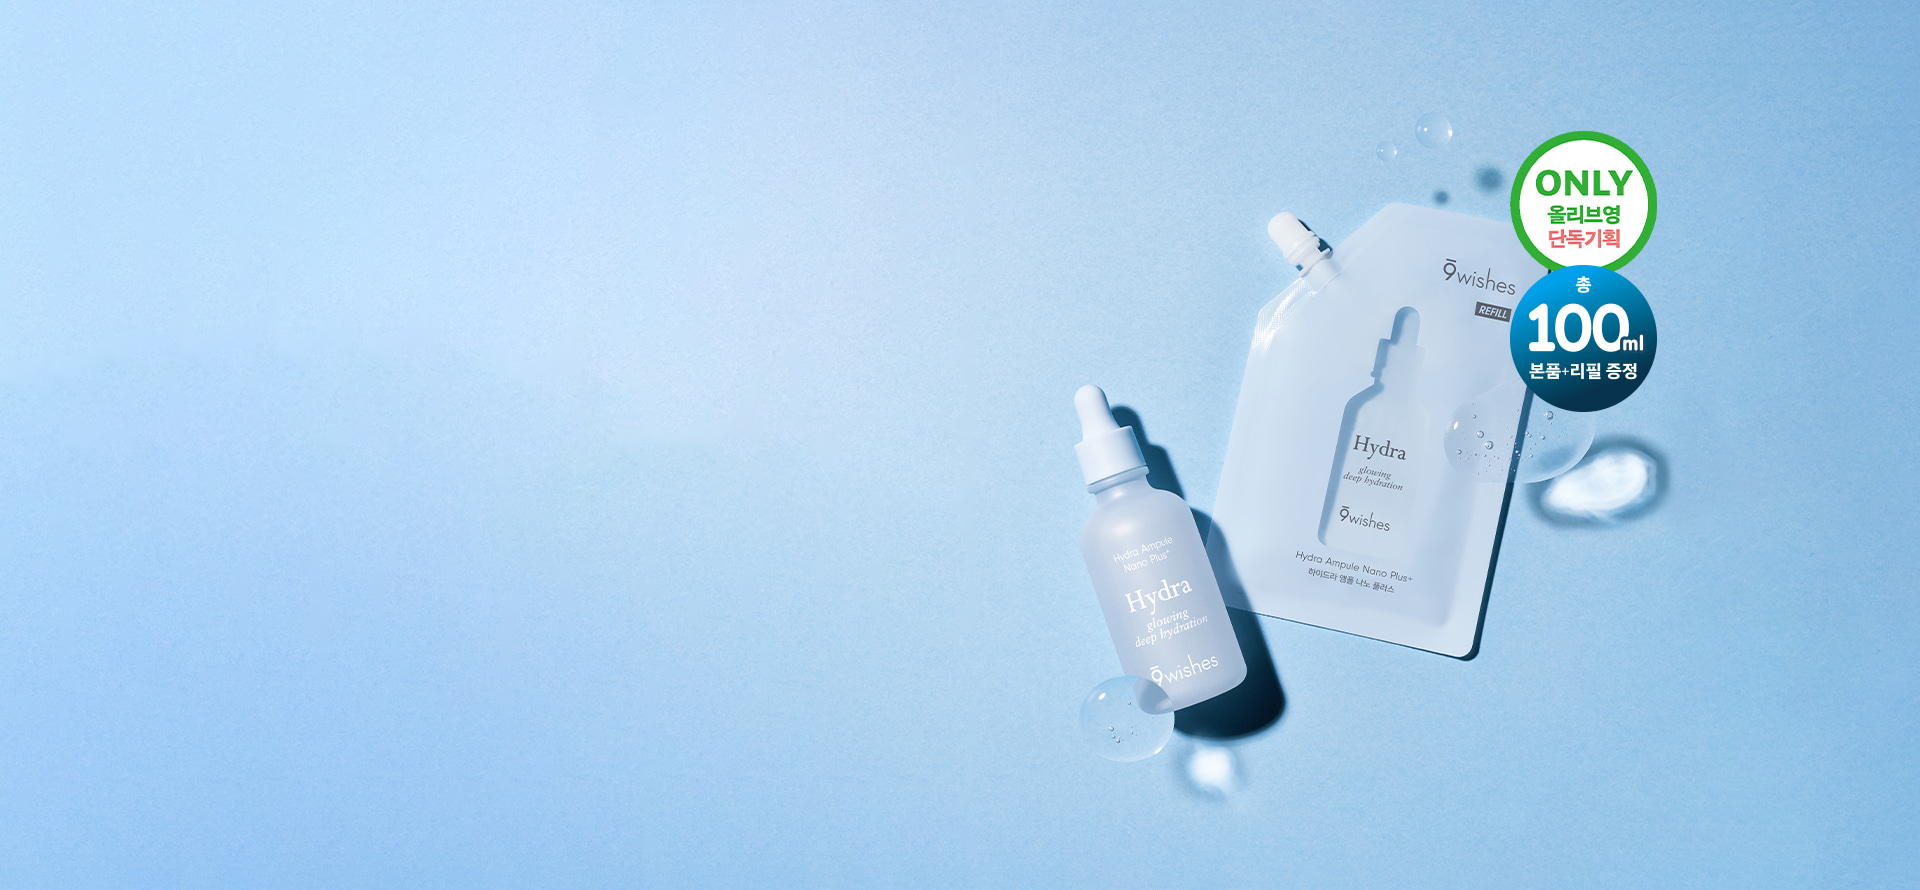 ONLY
올리브영
단독기획
총
100ml
본품+리필 증정
9wishes
REFILL
Hydra
glowing
deep hydration
9wishes
Hydra Ampule Nano Plus+
하이드라 앰플 나노 플러스
Hydra Ampule
Nano Plus+
Hydra
glowing
deep hydration
9wishes